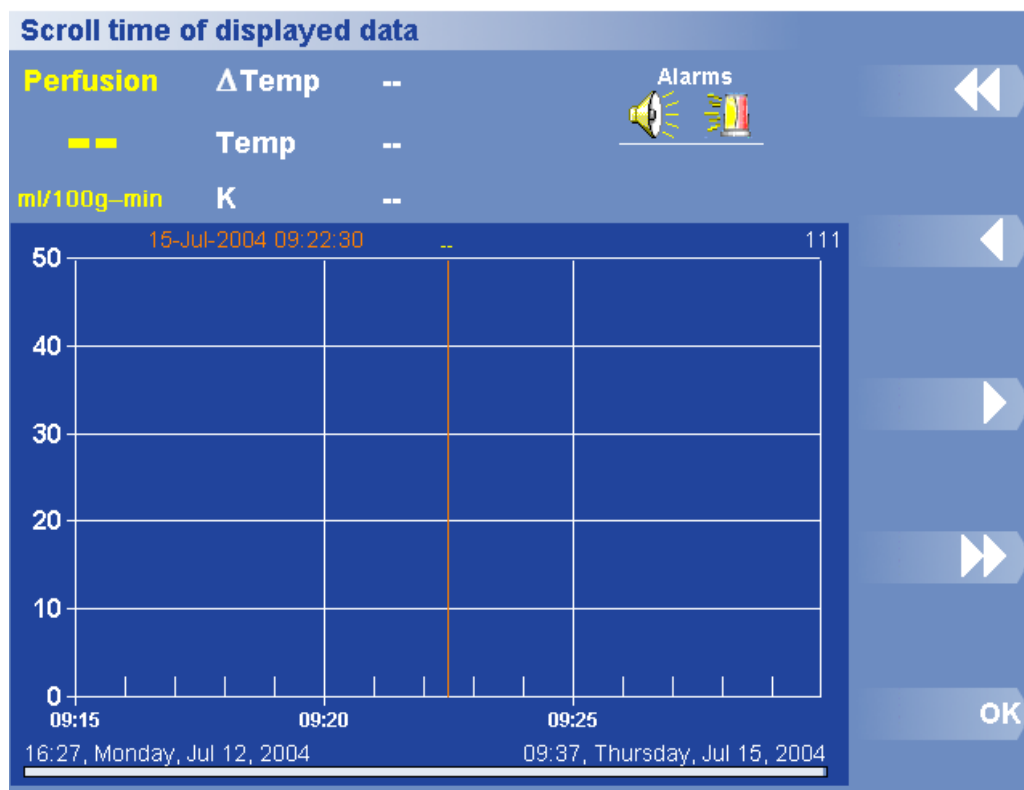 Scroll time of displayed data
Perfusion ΔTemp --
Alarms
-- Temp --
ml/100g–min K --
15-Jul-2004 09:22:30 -- 111
50
40
30
20
10
0
09:15 09:20 09:25
16:27, Monday, Jul 12, 2004 09:37, Thursday, Jul 15, 2004
OK